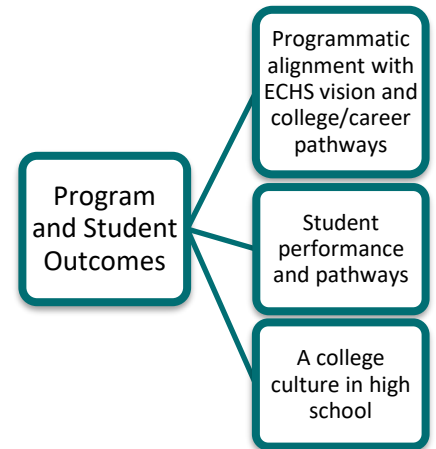 Program
and Student
Outcomes
Programmatic
alignment with
ECHS vision and
college/career
pathways
Student
performance
and pathways
A college
culture in high
school